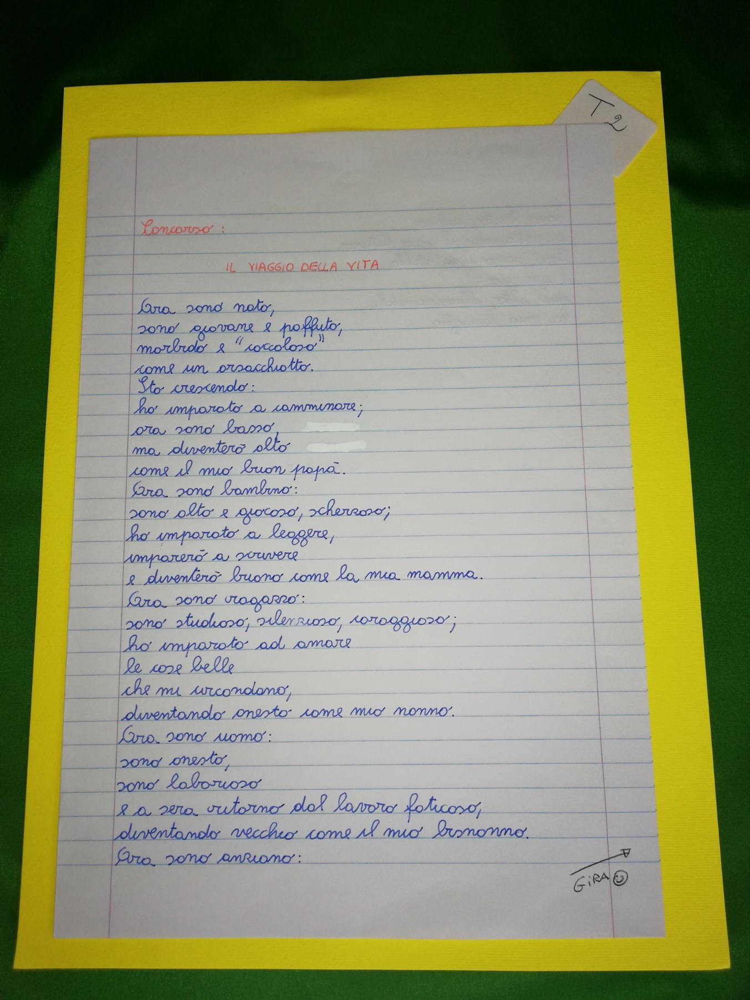 T2
Concorso:
IL VIAGGIO DELLA VITA
Ora sono nato,
sono giovane e paffuto,
morbido e "coccoloso"
come un orsacchiotto.
Sto crescendo:
ho imparato a camminare;
ora sono basso,
ma diventerò alto
come il mio buon papà.
Ora sono bambino:
sono alto e giocoso, scherzoso;
ho imparato a leggere,
imparerò a scrivere
e diventerò buono come la mia mamma.
Ora sono ragazzo:
sono studioso, silenzioso, coraggioso;
ho imparato ad amare
le cose belle
che mi circondano,
diventando onesto come mio nonno.
Ora sono uomo:
sono onesto,
sono laborioso
e a sera ritorno dal lavoro faticoso,
diventando vecchio come il mio bisnonno.
Ora sono anziano:
GIRA